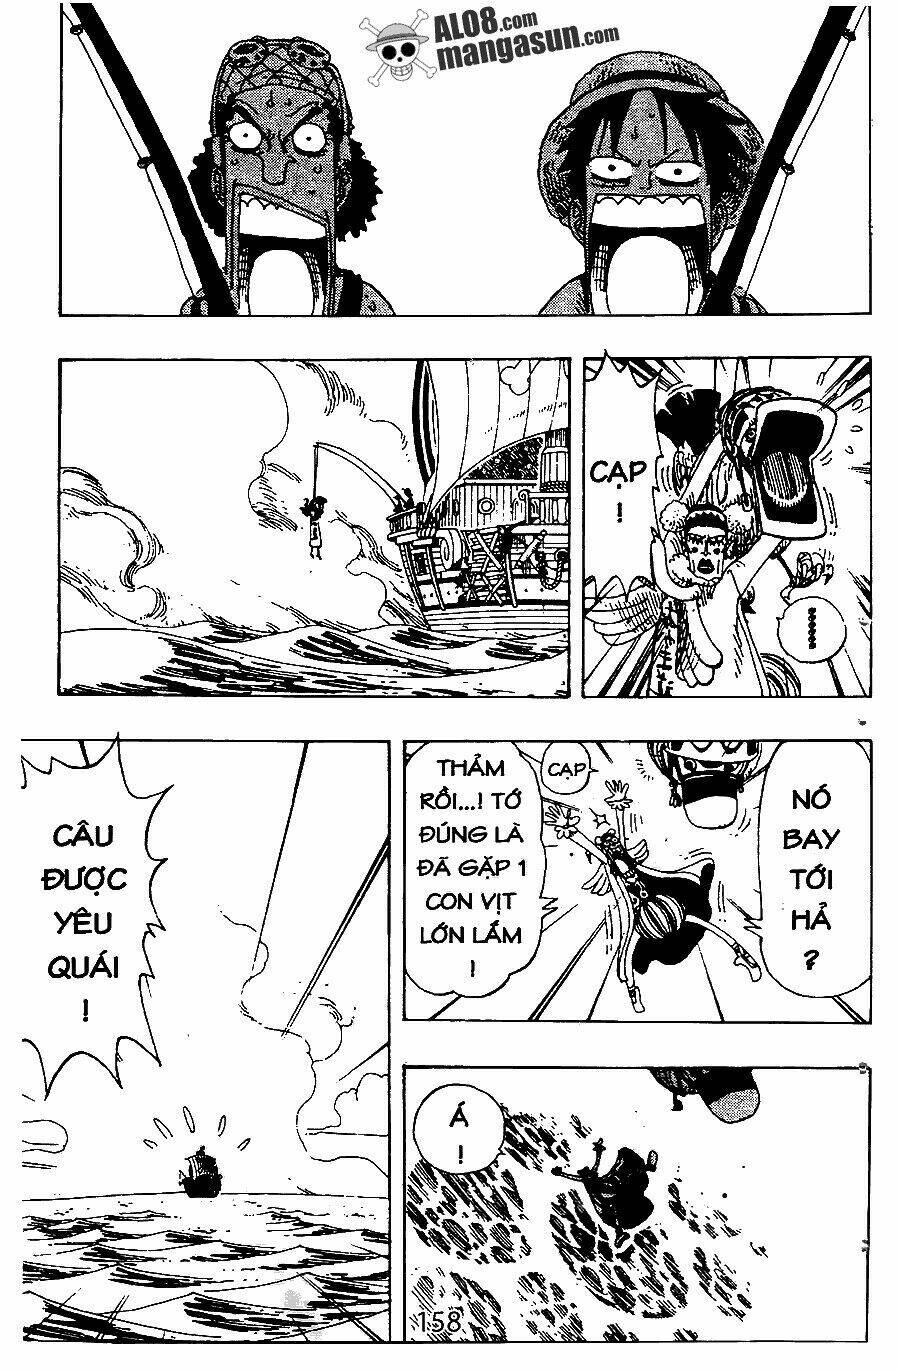 ALO8.com
mangasun.com
CẠP
!
......
NÓ
BAY
TỚI
HẢ
?
CẠP
THẢM
RỒI...! TỚ
ĐÚNG LÀ
ĐÃ GẶP 1
CON VỊT
LỚN LẮM
!
CÂU
ĐƯỢC
YÊU
QUÁI
!
Á
!
158